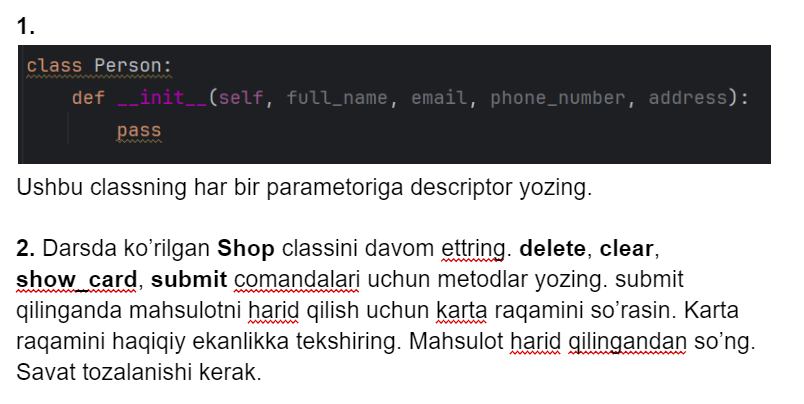 1.
class Person:
def __init__(self, full_name, email, phone_number, address):
pass
Ushbu classning har bir parametoriga descriptor yozing.
2. Darsda ko’rilgan Shop classini davom ettring. delete, clear,
show_card, submit comandalari uchun metodlar yozing. submit
qilinganda mahsulotni harid qilish uchun karta raqamini so’rasin. Karta
raqamini haqiqiy ekanlikka tekshiring. Mahsulot harid qilingandan so’ng.
Savat tozalanishi kerak.